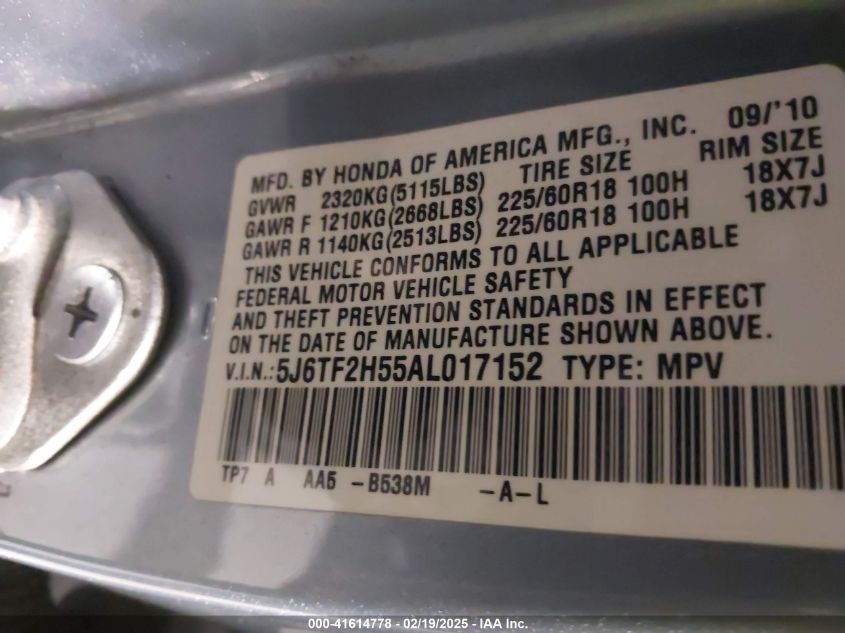 MFD. BY HONDA OF AMERICA MFG., INC. 09/'10
GVWR 2320KG(5115LBS) TIRE SIZE RIM SIZE
GAWR F 1210KG(2668LBS) 225/60R18 100H 18X7J
GAWR R 1140KG(2513LBS) 225/60R18 100H 18X7J
THIS VEHICLE CONFORMS TO ALL APPLICABLE
FEDERAL MOTOR VEHICLE SAFETY
AND THEFT PREVENTION STANDARDS IN EFFECT
ON THE DATE OF MANUFACTURE SHOWN ABOVE.
V.I.N.:5J6TF2H55AL017152 TYPE: MPV
TP7 A AA5 -B538M -A-L
000-41614778 - 02/19/2025 - IAA Inc.